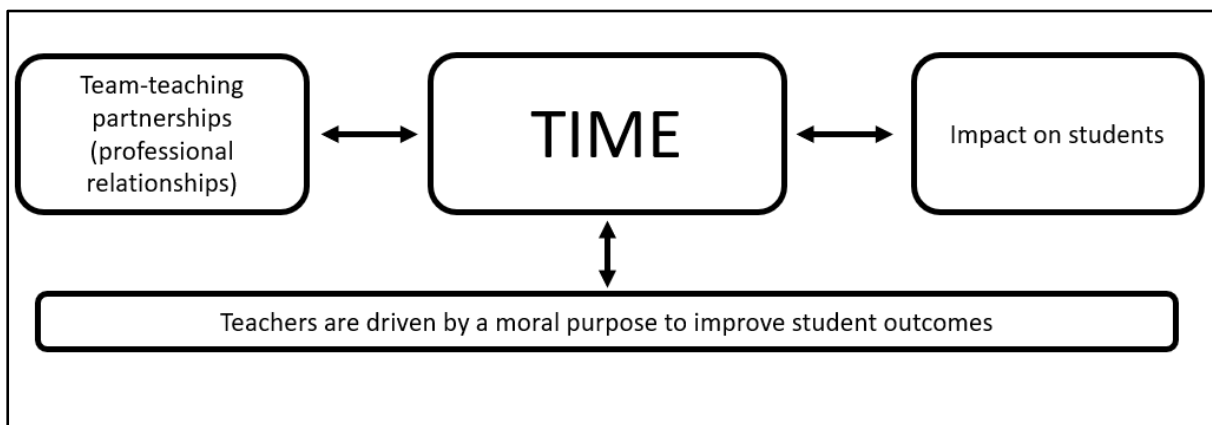 Team-teaching
partnerships
(professional
relationships)
TIME
Impact on students
Teachers are driven by a moral purpose to improve student outcomes